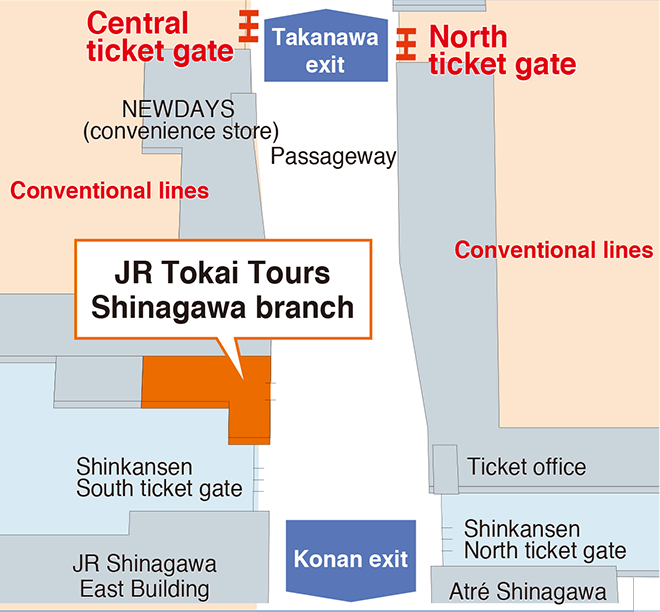 Central
ticket gate
Takanawa
exit
North
ticket gate
NEWDAYS
(convenience store)
Passageway
Conventional lines
Conventional lines
JR Tokai Tours
Shinagawa branch
Shinkansen
South ticket gate
Ticket office
Shinkansen
North ticket gate
Konan exit
JR Shinagawa
East Building
Atré Shinagawa